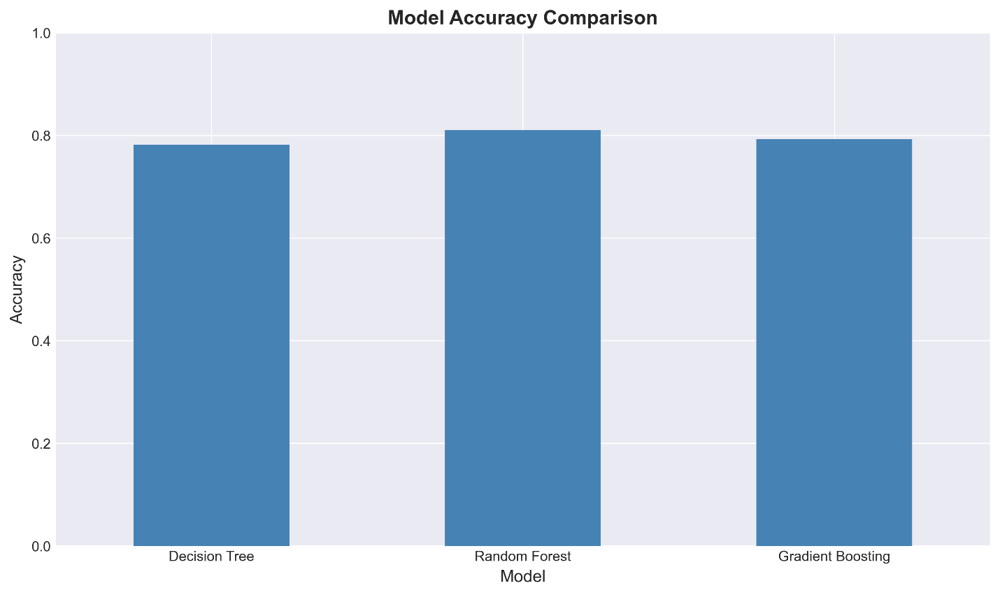 Model Accuracy Comparison
1.0
0.8
0.6
0.4
0.2
0.0
Accuracy
Decision Tree Random Forest Gradient Boosting
Model